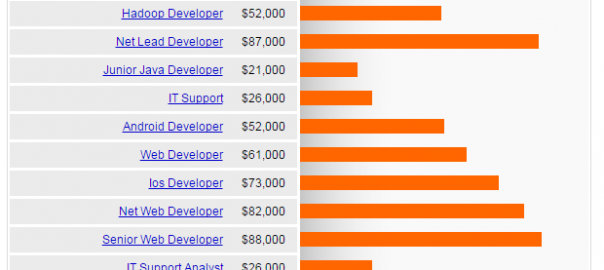 Hadoop Developer $52,000
Net Lead Developer $87,000
Junior Java Developer $21,000
IT Support $26,000
Android Developer $52,000
Web Developer $61,000
Ios Developer $73,000
Net Web Developer $82,000
Senior Web Developer $88,000
IT Support Analyst $26,000